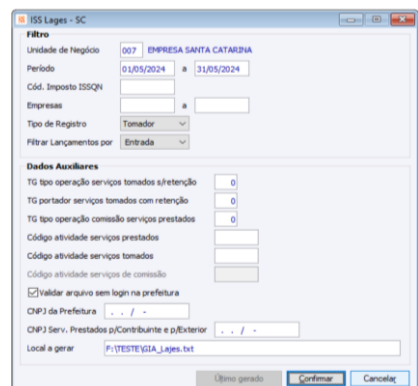 ISS Lages - SC
Filtro
Unidade de Negócio 007 EMPRESA SANTA CATARINA
Período 01/05/2024 a 31/05/2024
Cód. Imposto ISSQN
Empresas a
Tipo de Registro Tomador
Filtrar Lançamentos por Entrada
Dados Auxiliares
TG tipo operação serviços tomados s/retenção 0
TG portador serviços tomados com retenção 0
TG tipo operação comissão serviços prestados 0
Código atividade serviços prestados
Código atividade serviços tomados
Código atividade serviços de comissão
Validar arquivo sem login na prefeitura
CNPJ da Prefeitura . . / -
CNPJ Serv. Prestados p/Contribuinte e p/Exterior . . / -
Local a gerar F:\TESTE\GIA_Lajes.txt
Último gerado Confirmar Cancelar